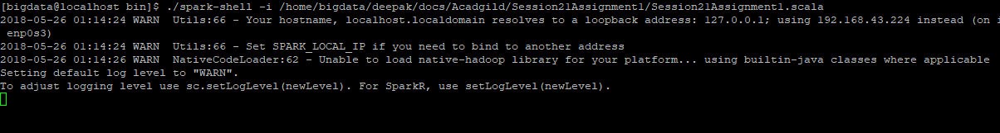 [bigdata@localhost bin]$ ./spark-shell -i /home/bigdata/deepak/docs/Acadgild/Session21Assignment1/Session21Assignment1.scala
2018-05-26 01:14:24 WARN  Utils:66 - Your hostname, localhost.localdomain resolves to a loopback address: 127.0.0.1; using 192.168.43.224 instead (on i
enp0s3)
2018-05-26 01:14:24 WARN  Utils:66 - Set SPARK_LOCAL_IP if you need to bind to another address
2018-05-26 01:14:26 WARN  NativeCodeLoader:62 - Unable to load native-hadoop library for your platform... using builtin-java classes where applicable
Setting default log level to "WARN".
To adjust logging level use sc.setLogLevel(newLevel). For SparkR, use setLogLevel(newLevel).